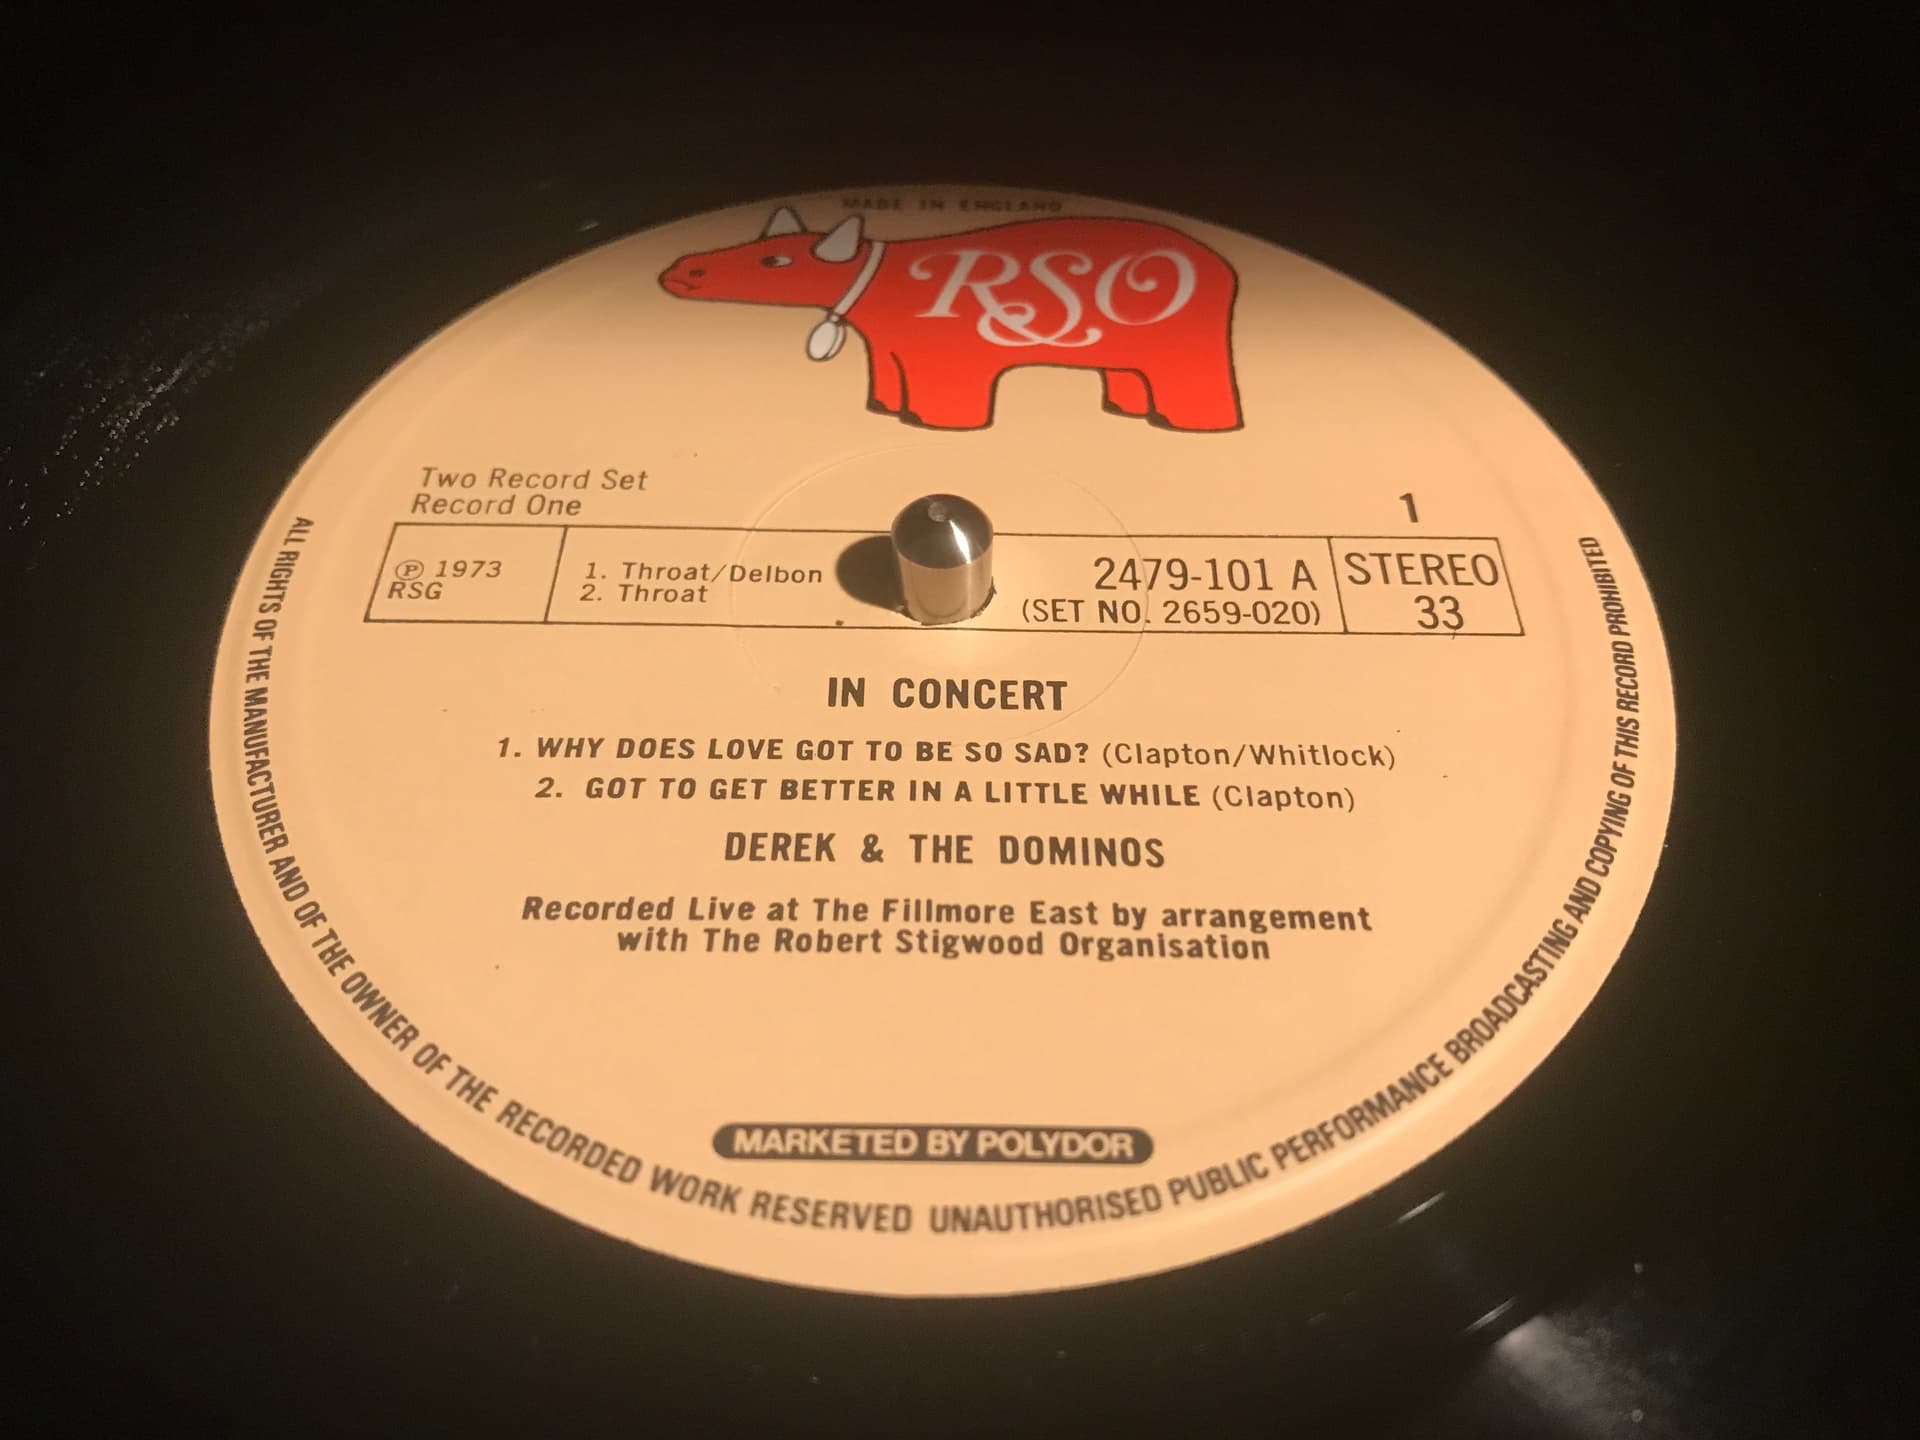 MADE IN ENGLAND
RSO
Two Record Set
Record One
1
℗ 1973
RSG
1. Throat/Delbon
2. Throat
2479-101 A
(SET NO. 2659-020)
STEREO
33
IN CONCERT
1. WHY DOES LOVE GOT TO BE SO SAD? (Clapton/Whitlock)
2. GOT TO GET BETTER IN A LITTLE WHILE (Clapton)
DEREK & THE DOMINOS
Recorded Live at The Fillmore East by arrangement
with The Robert Stigwood Organisation
MARKETED BY POLYDOR
ALL RIGHTS OF THE MANUFACTURER AND OF THE OWNER OF THE RECORDED WORK RESERVED UNAUTHORISED PUBLIC PERFORMANCE BROADCASTING AND COPYING OF THIS RECORD PROHIBITED